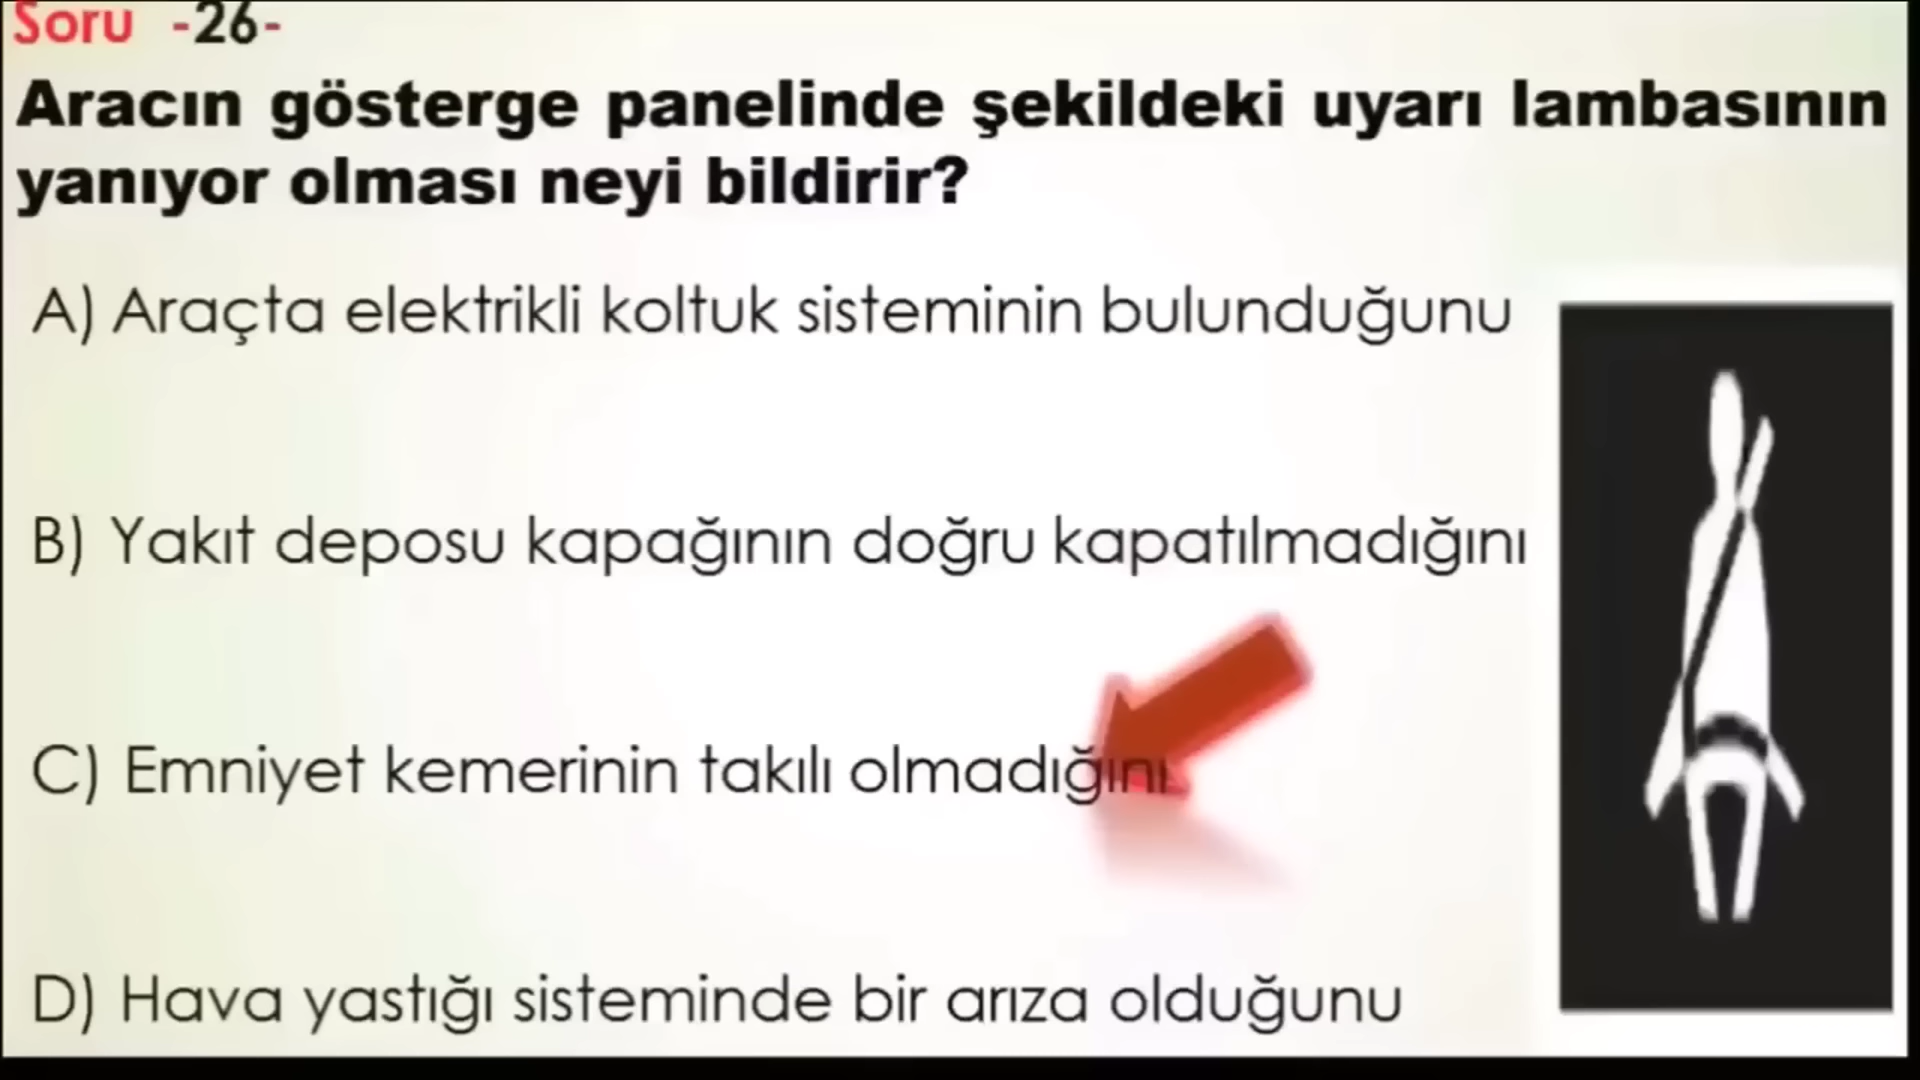 Soru -26-
Aracın gösterge panelinde şekildeki uyarı lambasının
yanıyor olması neyi bildirir?
A) Araçta elektrikli koltuk sisteminin bulunduğunu
B) Yakıt deposu kapağının doğru kapatılmadığını
C) Emniyet kemerinin takılı olmadığını
D) Hava yastığı sisteminde bir arıza olduğunu